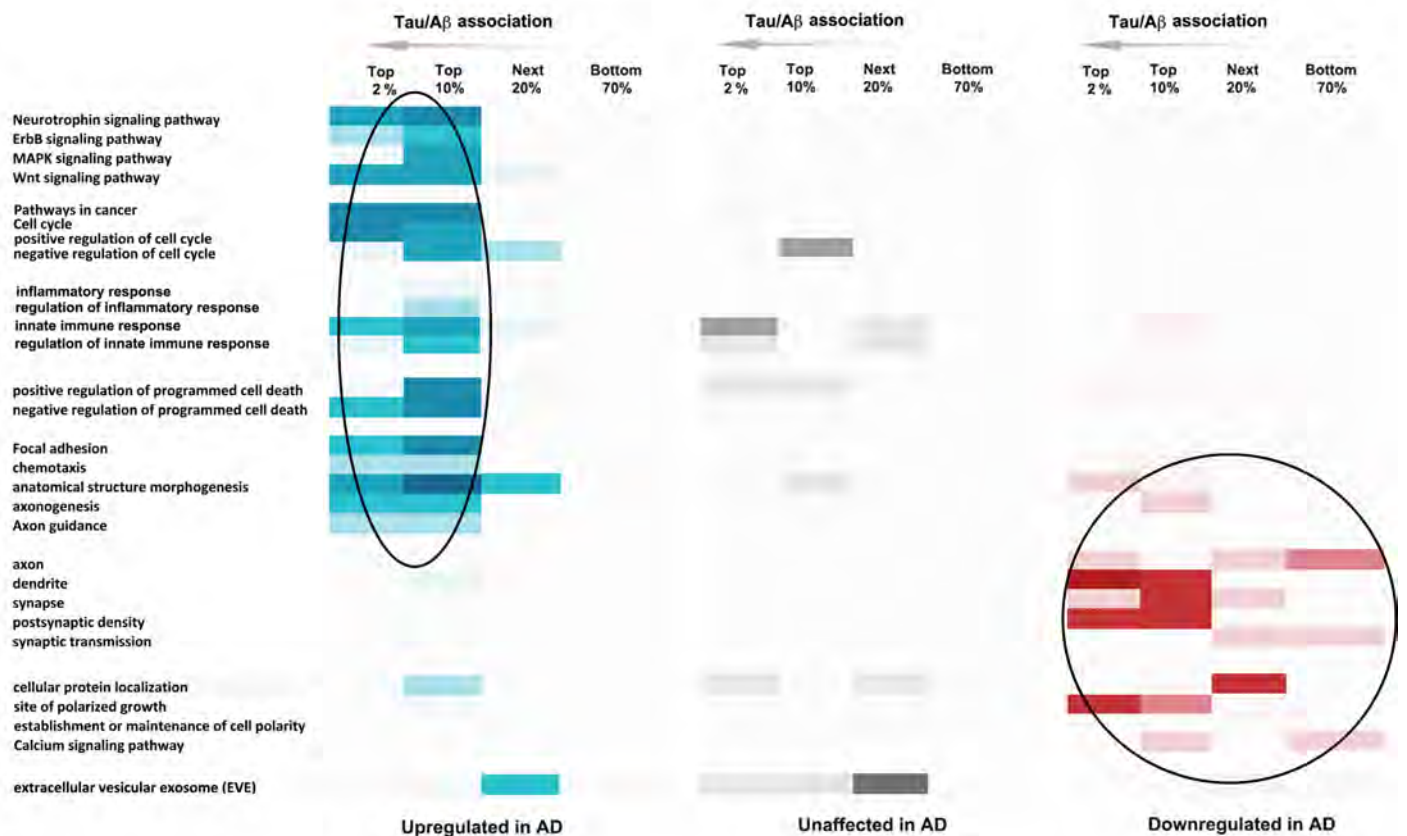 Tau/Aβ association
Tau/Aβ association
Tau/Aβ association
Top 2 %
Top 10%
Next 20%
Bottom 70%
Top 2%
Top 10%
Next 20%
Bottom 70%
Top 2%
Top 10%
Next 20%
Bottom 70%
Neurotrophin signaling pathway
ErbB signaling pathway
MAPK signaling pathway
Wnt signaling pathway
Pathways in cancer
Cell cycle
positive regulation of cell cycle
negative regulation of cell cycle
inflammatory response
regulation of inflammatory response
innate immune response
regulation of innate immune response
positive regulation of programmed cell death
negative regulation of programmed cell death
Focal adhesion
chemotaxis
anatomical structure morphogenesis
axonogenesis
Axon guidance
axon
dendrite
synapse
postsynaptic density
synaptic transmission
cellular protein localization
site of polarized growth
establishment or maintenance of cell polarity
Calcium signaling pathway
extracellular vesicular exosome (EVE)
Upregulated in AD
Unaffected in AD
Downregulated in AD